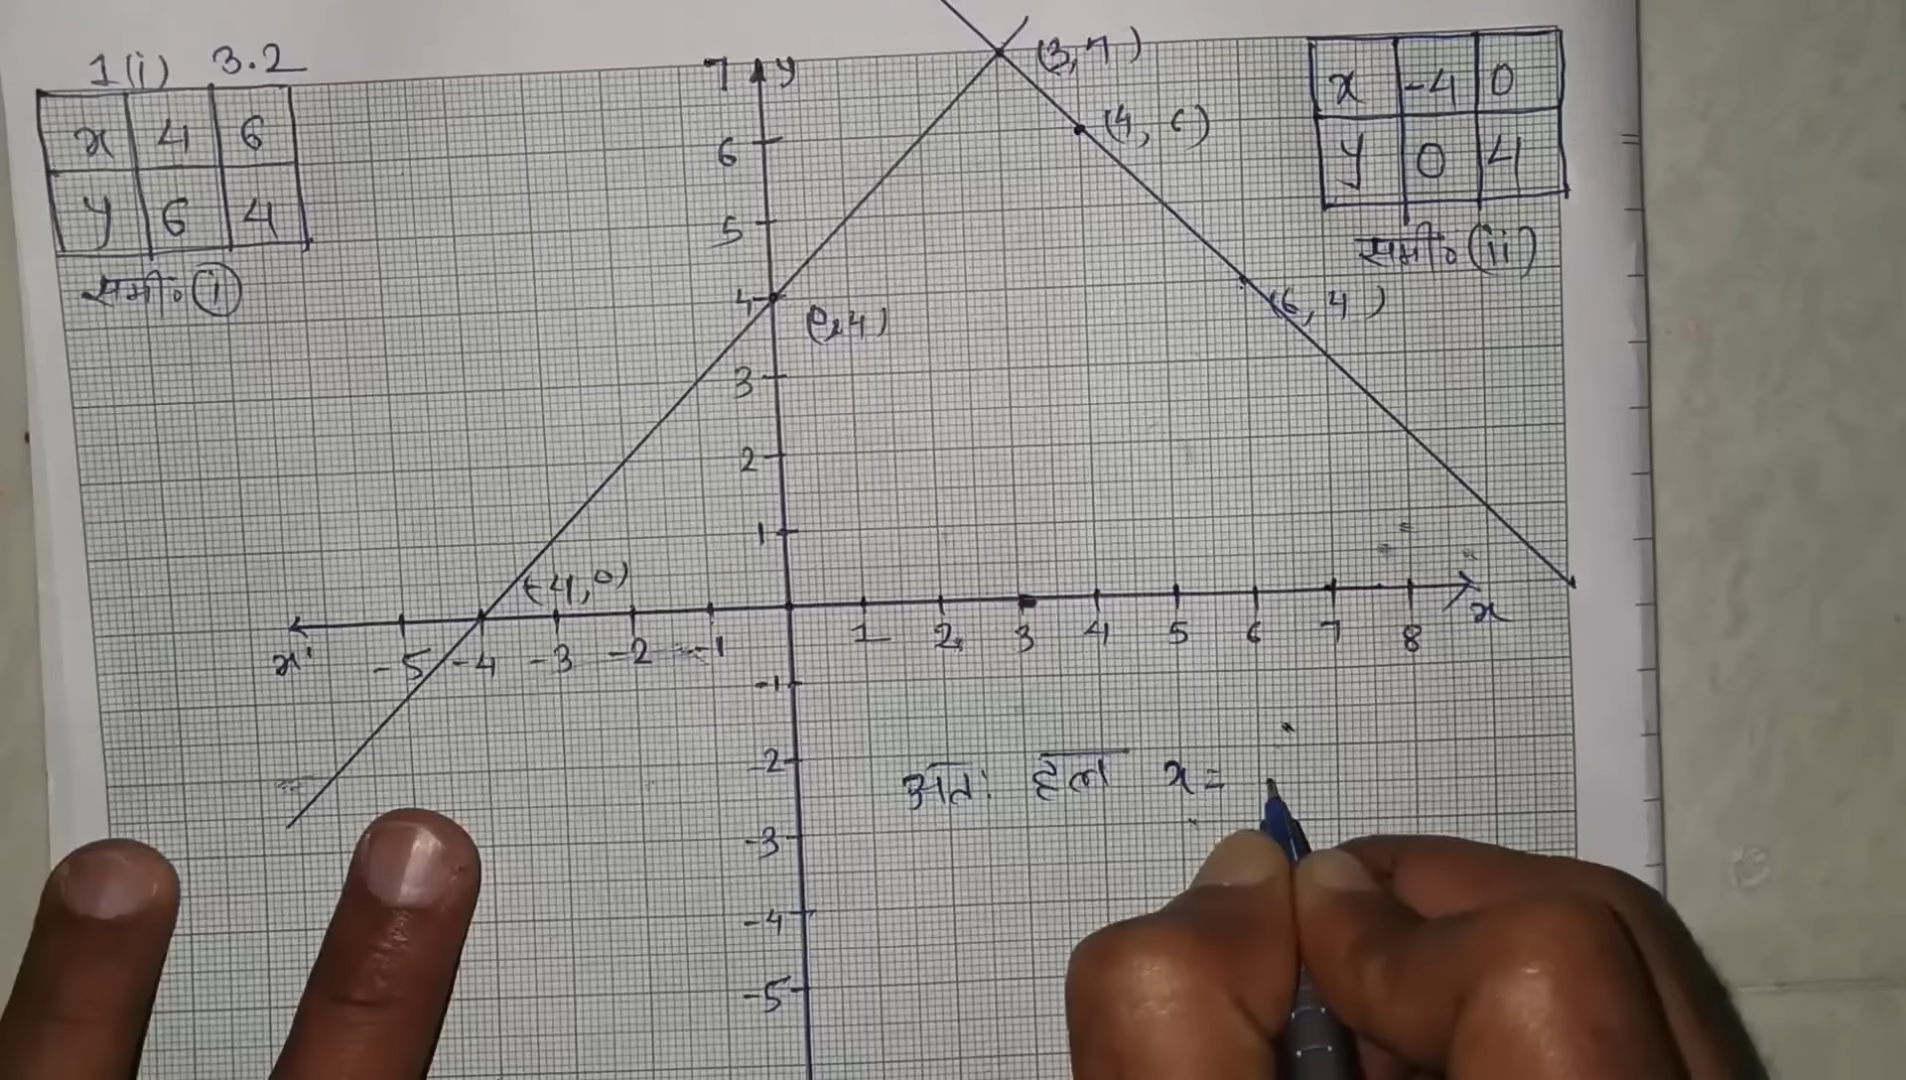 1(i) 3.2
x 4 6
y 6 4
समी० (i)
x -4 0
y 0 4
समी० (ii)
7 y
(3,7)
6
(4, 6)
5
4
(0,4)
(6, 4)
3
2
1
(-4,0)
x' -5 -4 -3 -2 -1 1 2 3 4 5 6 7 8 x
-1
-2
अतः हल x=
-3
-4
-5